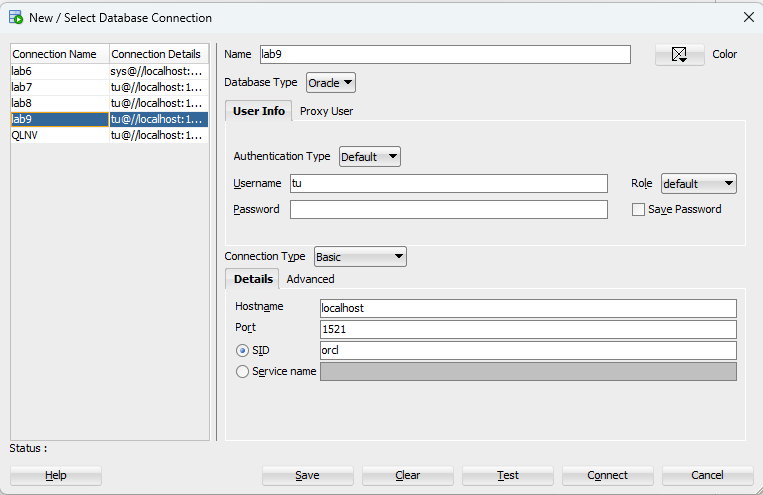 New / Select Database Connection
Connection Name Connection Details
lab6 sys@//localhost:...
lab7 tu@//localhost:1...
lab8 tu@//localhost:1...
lab9 tu@//localhost:1...
QLNV tu@//localhost:1...
Name lab9 Color
Database Type Oracle
User Info Proxy User
Authentication Type Default
Username tu Role default
Password Save Password
Connection Type Basic
Details Advanced
Hostname localhost
Port 1521
SID orcl
Service name
Status :
Help Save Clear Test Connect Cancel